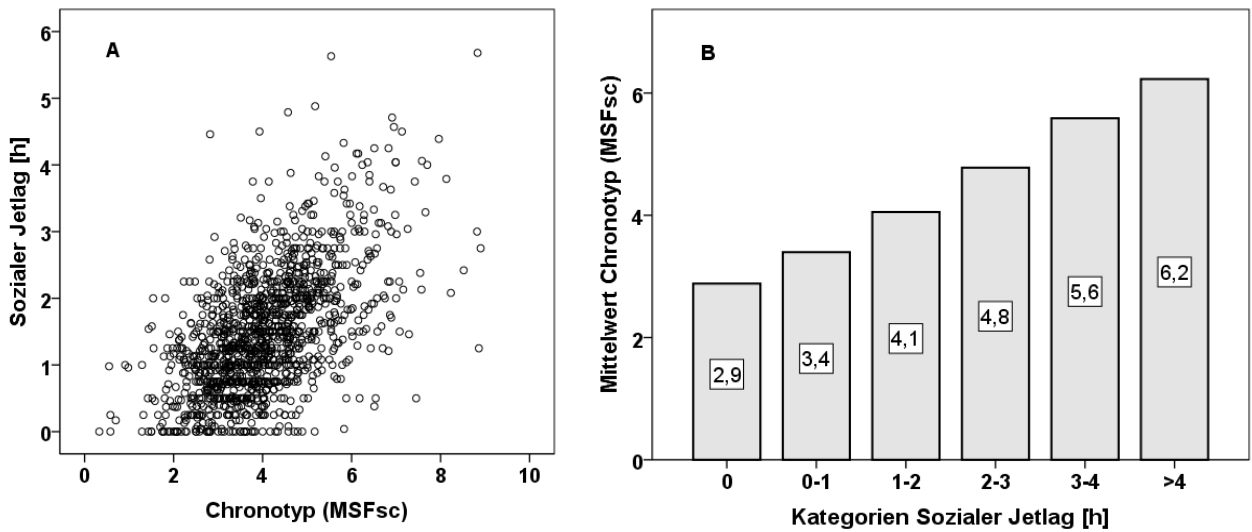 A
Sozialer Jetlag [h]
6
5
4
3
2
1
0
0 2 4 6 8 10
Chronotyp (MSFsc)
B
Mittelwert Chronotyp (MSFsc)
6
4
2
0
2,9 3,4 4,1 4,8 5,6 6,2
0 0-1 1-2 2-3 3-4 >4
Kategorien Sozialer Jetlag [h]